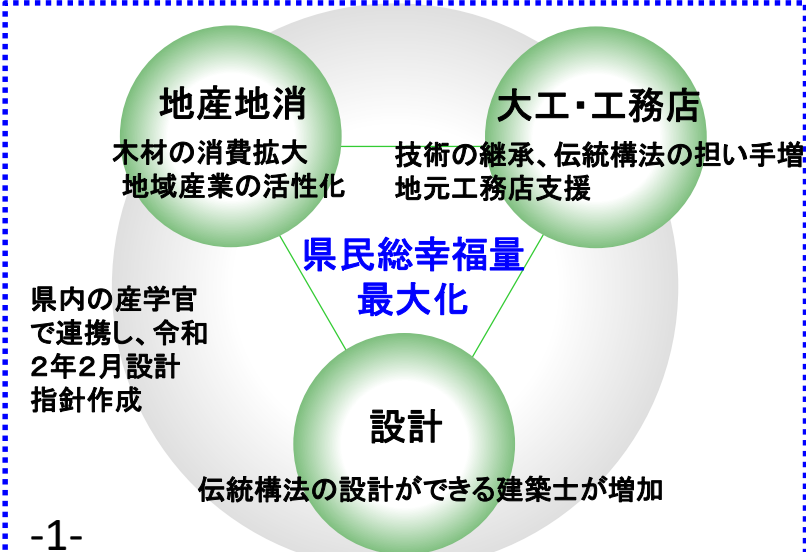 地産地消
木材の消費拡大
地域産業の活性化
大工・工務店
技術の継承、伝統構法の担い手増
地元工務店支援
県民総幸福量
最大化
県内の産学官
で連携し、令和
２年２月設計
指針作成
設計
伝統構法の設計ができる建築士が増加
-1-